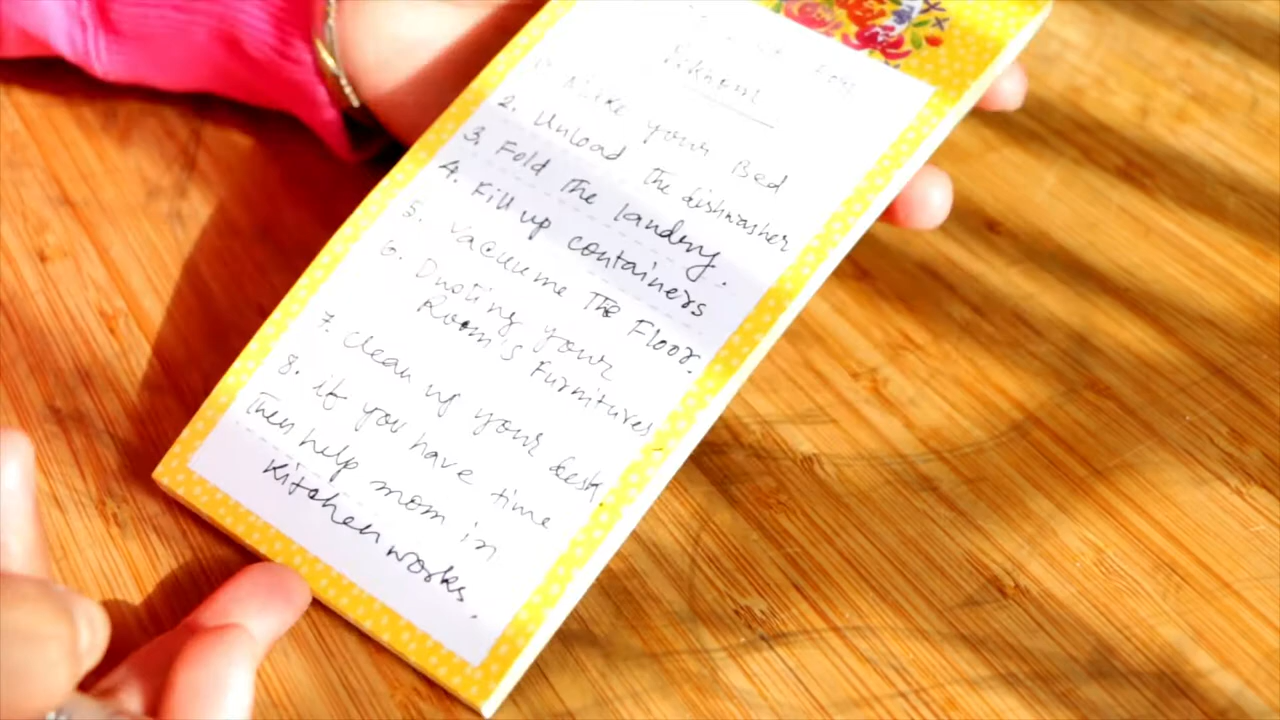 For
1. Make your Bed
2. Unload the dishwasher
3. Fold The landry.
4. Fill up containers
5. Vacuume The Floor.
6. Dusting your
Room's Furnitures,
7. clean up your desk.
8. if you have time
Then help mom in
Kitchen works.